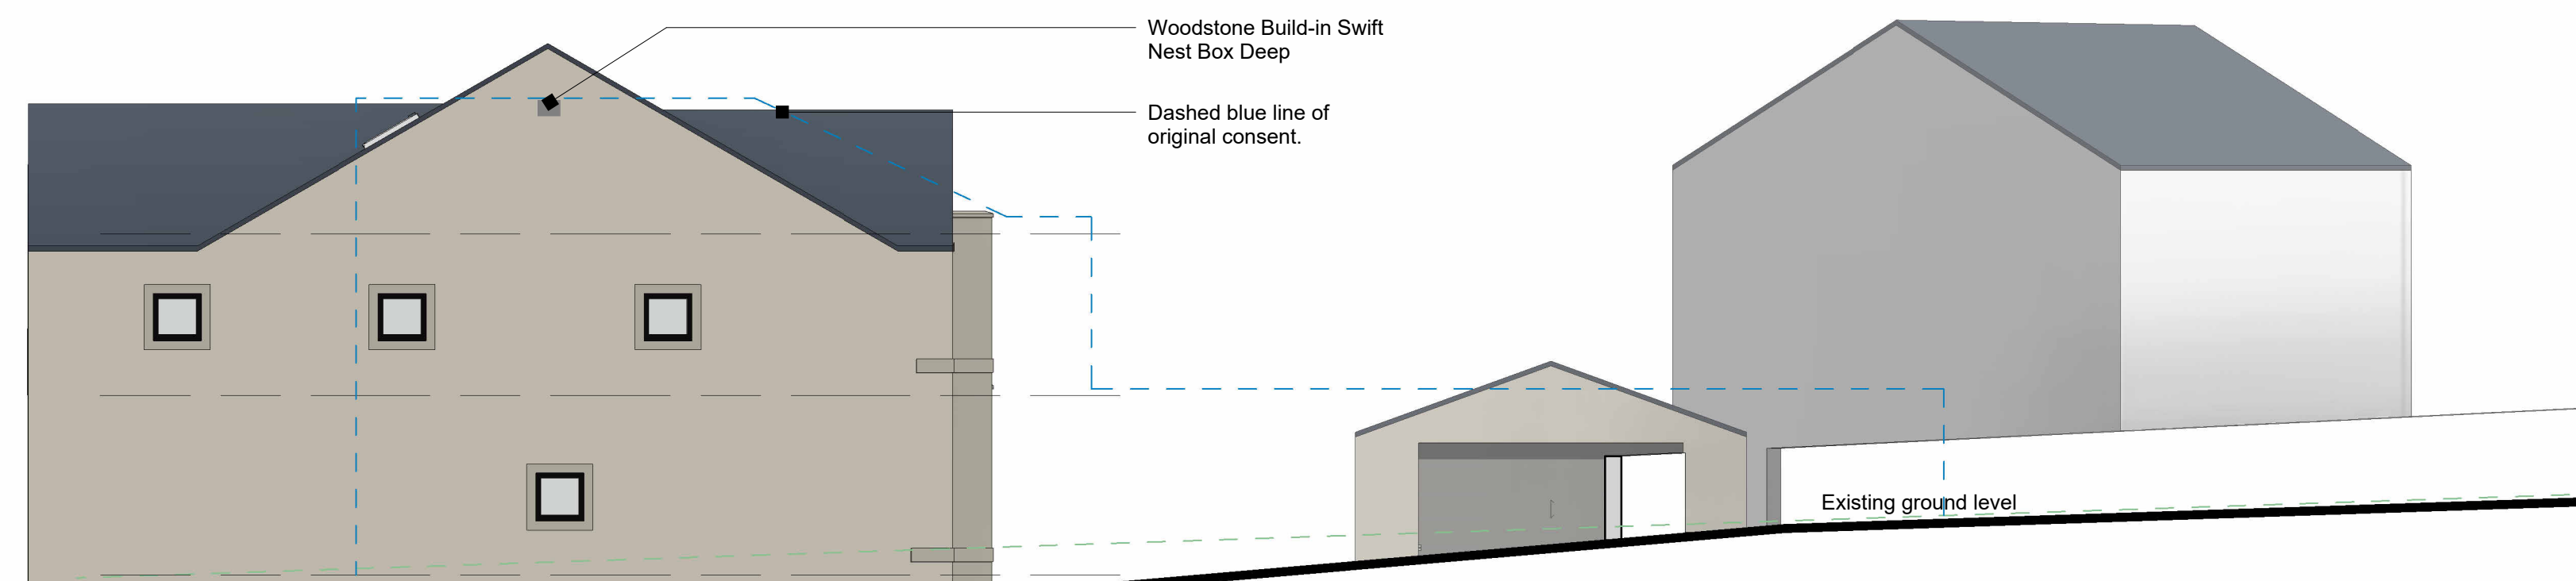 Woodstone Build-in Swift
Nest Box Deep
Dashed blue line of
original consent.
Existing ground level